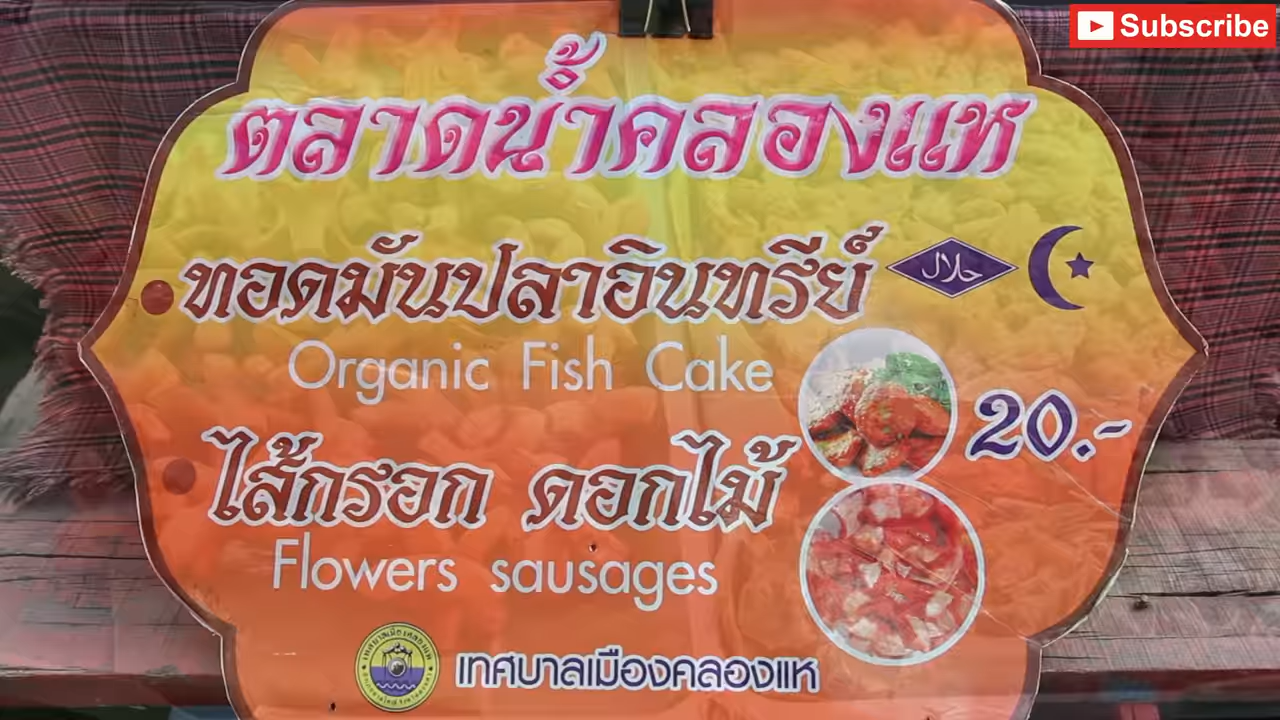 Subscribe
ตลาดน้ำคลองแห
ทอดมันปลาอินทรีย์ حلال
Organic Fish Cake
20.-
ไส้กรอก ดอกไม้
Flowers sausages
เทศบาลเมืองคลองแห